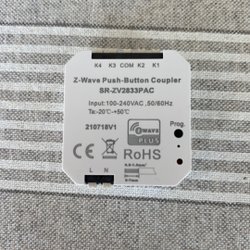 K4 K3 COM K2 K1
Z-Wave Push-Button Coupler
SR-ZV2833PAC
Input:100-240VAC ,50/60Hz
Ta:-20°C~+50°C
210718V1
Prog.
Z WAVE
PLUS
RoHS
L N